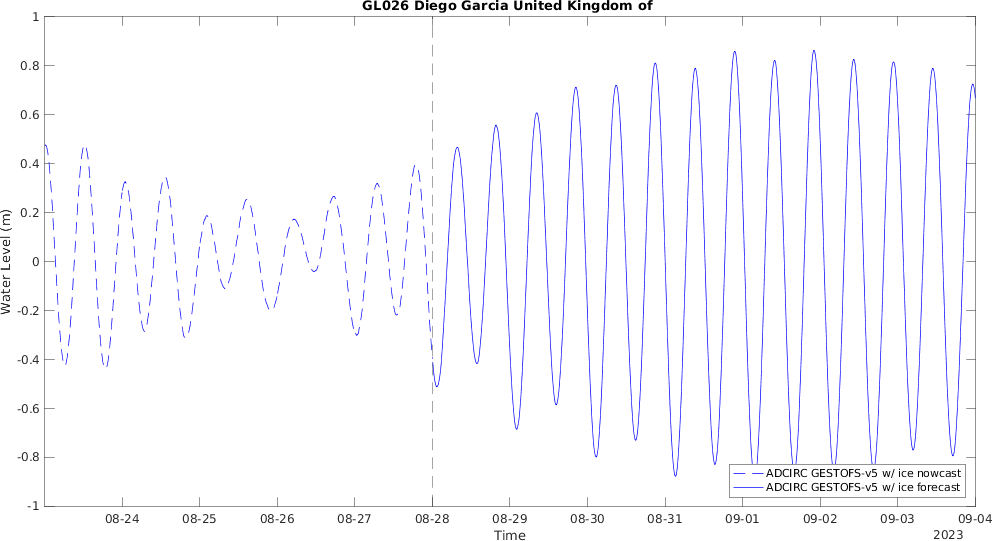 GL026 Diego Garcia United Kingdom of
Water Level (m)
1
0.8
0.6
0.4
0.2
0
-0.2
-0.4
-0.6
-0.8
-1
ADCIRC GESTOFS-v5 w/ ice nowcast
ADCIRC GESTOFS-v5 w/ ice forecast
08-24 08-25 08-26 08-27 08-28 08-29 08-30 08-31 09-01 09-02 09-03 09-04
Time
2023